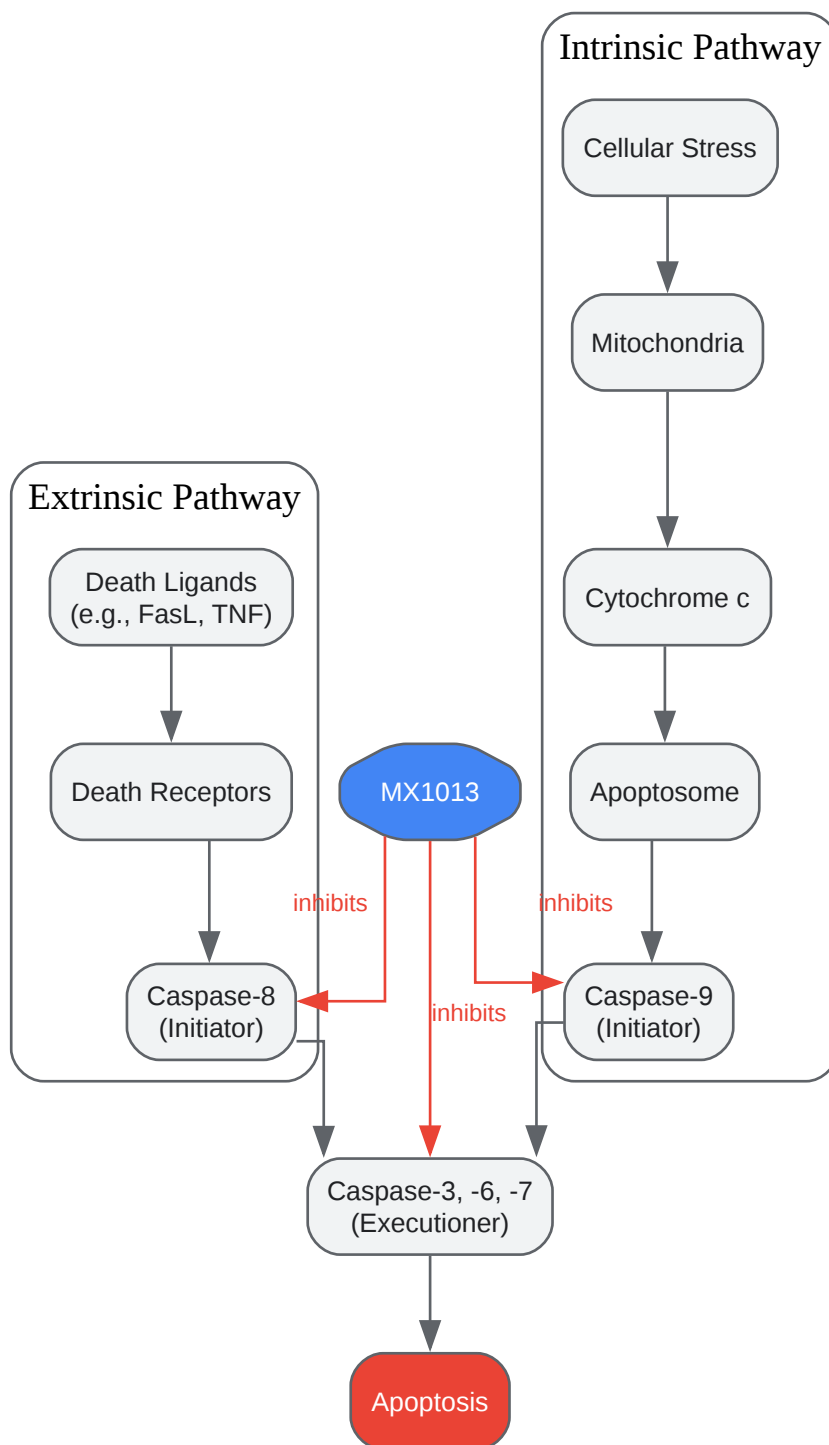 Intrinsic Pathway
Cellular Stress
Mitochondria
Cytochrome c
Apoptosome
Caspase-9
(Initiator)
Extrinsic Pathway
Death Ligands
(e.g., FasL, TNF)
Death Receptors
Caspase-8
(Initiator)
MX1013
inhibits
inhibits
inhibits
Caspase-3, -6, -7
(Executioner)
Apoptosis